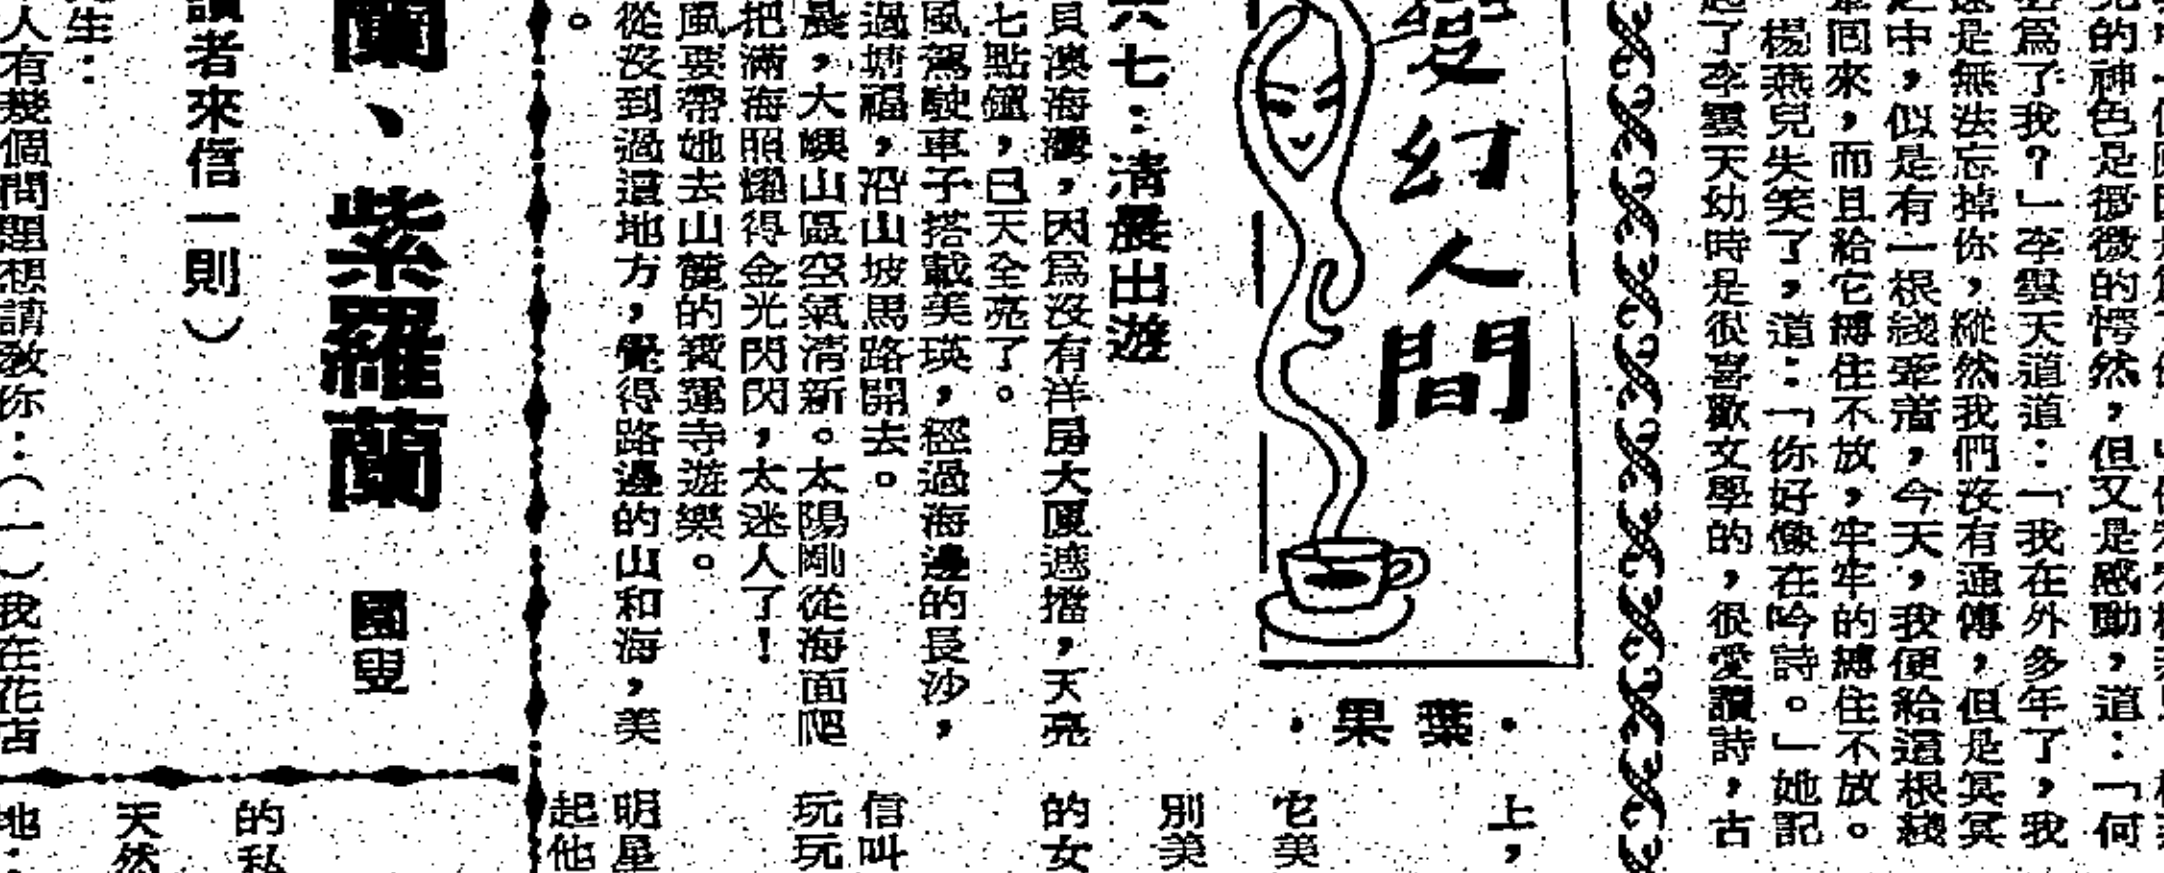 兒的神色是微微的愕然，但又是感動，道：「何
為了我？」李雲天道道：「我在外多年了，我
還是無法忘掉你，縱然我們沒有通傳，但是冥冥
之中，似是有一根綫牽着，今天，我便給這根綫
牽回來，而且給它縛住不放，牢牢的縛住不放。
楊燕兒失笑了，道：「你好像在吟詩。」她記
起了李雲天幼時是很喜歡文學的，很愛讀詩，古
變幻人間
·葉果·
六七：清晨出遊
貝澳海灘，因為沒有洋房大厦遮擋，天亮
七點鐘，已天全亮了。
風駕駛車子搭載美瑛，經過海邊的長沙，
過塘福，沿山坡馬路開去。
晨，大嶼山區空氣清新。太陽剛從海面爬
把滿海照耀得金光閃閃，太迷人了！
風要帶她去山麓的寶蓮寺遊樂。
從沒到過這地方，覺得路邊的山和海，美
。
上，
它美
別美
的女
信叫
玩玩
明星
起他
蘭、紫羅蘭
園叟
讀者來信一則）
生：
人有幾個問題想請教你：（一）我在花店
的私
天然
地：